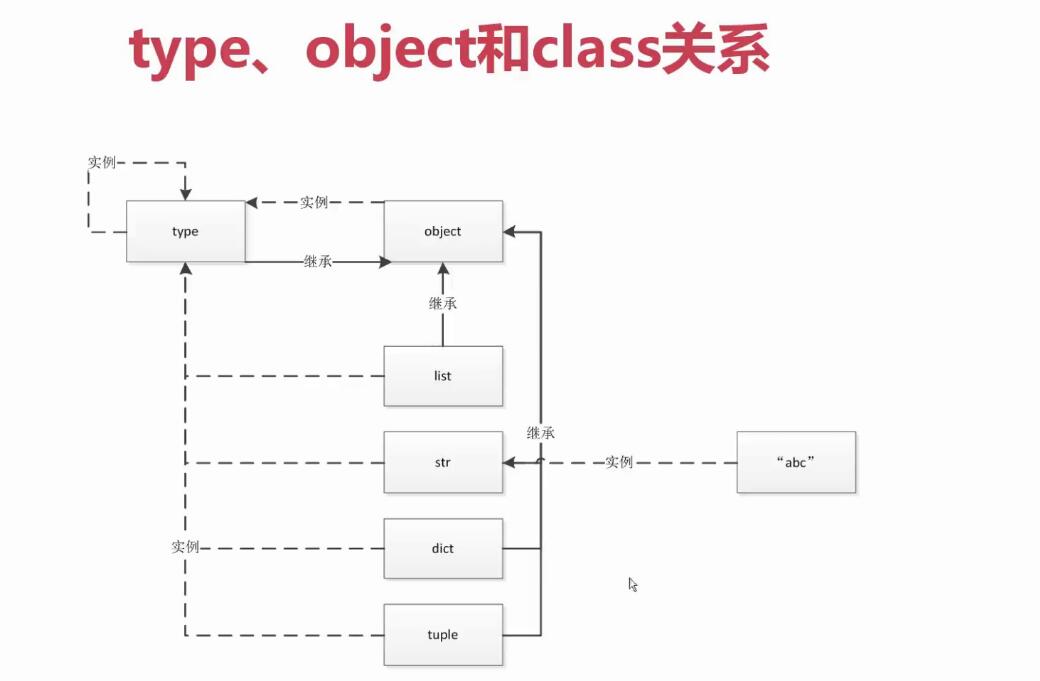 type、object和class关系
实例
实例
type
object
继承
继承
list
继承
str
实例
“abc”
实例
dict
tuple